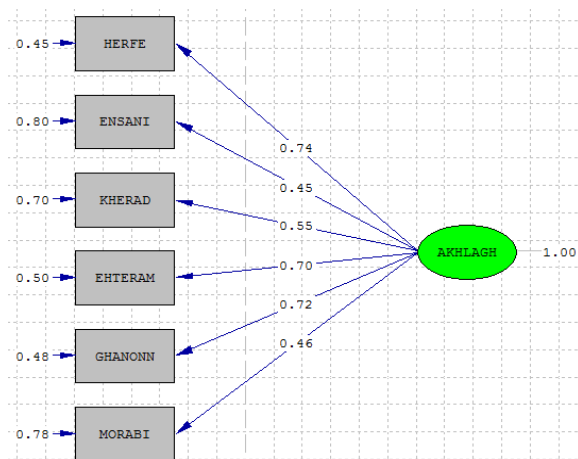 0.45 HERFE
0.80 ENSANI
0.70 KHERAD
0.50 EHTERAM
0.48 GHANONN
0.78 MORABI
0.74
0.45
0.55
0.70
0.72
0.46
AKHLAGH 1.00